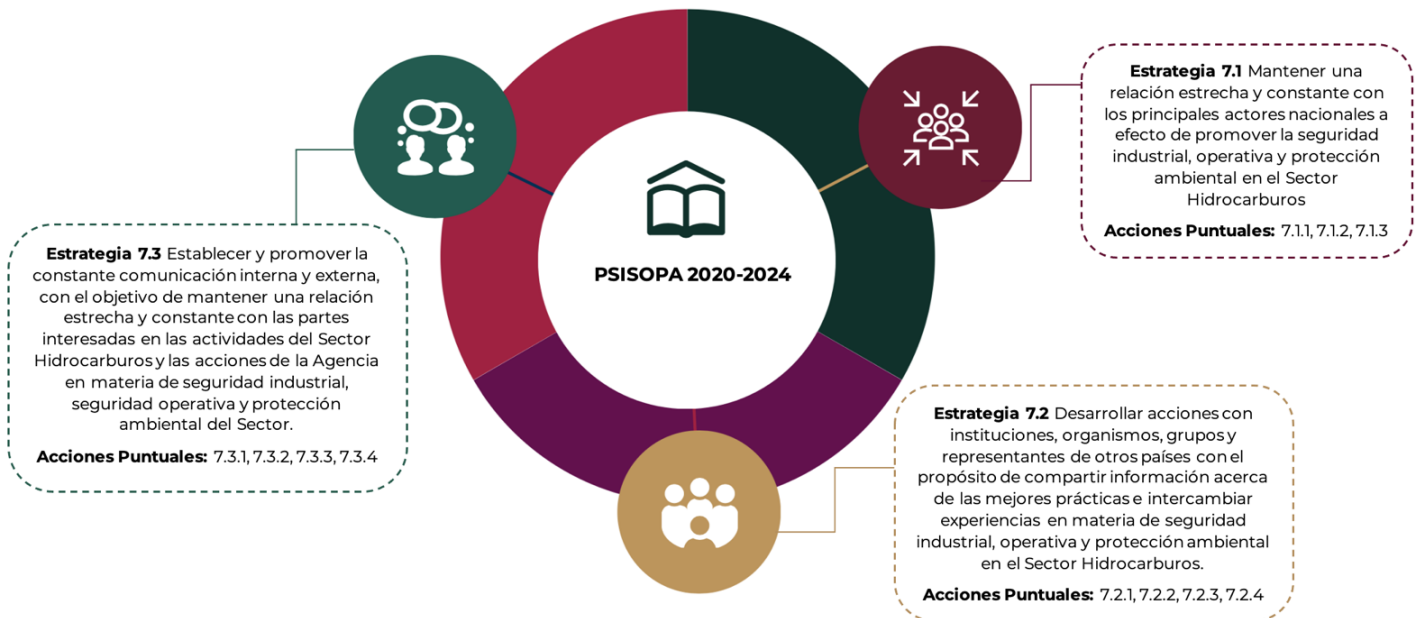 PSISOPA 2020-2024
Estrategia 7.1 Mantener una
relación estrecha y constante con
los principales actores nacionales a
efecto de promover la seguridad
industrial, operativa y protección
ambiental en el Sector
Hidrocarburos
Acciones Puntuales: 7.1.1, 7.1.2, 7.1.3
Estrategia 7.2 Desarrollar acciones con
instituciones, organismos, grupos y
representantes de otros países con el
propósito de compartir información acerca
de las mejores prácticas e intercambiar
experiencias en materia de seguridad
industrial, operativa y protección ambiental
en el Sector Hidrocarburos.
Acciones Puntuales: 7.2.1, 7.2.2, 7.2.3, 7.2.4
Estrategia 7.3 Establecer y promover la
constante comunicación interna y externa,
con el objetivo de mantener una relación
estrecha y constante con las partes
interesadas en las actividades del Sector
Hidrocarburos y las acciones de la Agencia
en materia de seguridad industrial,
seguridad operativa y protección
ambiental del Sector.
Acciones Puntuales: 7.3.1, 7.3.2, 7.3.3, 7.3.4